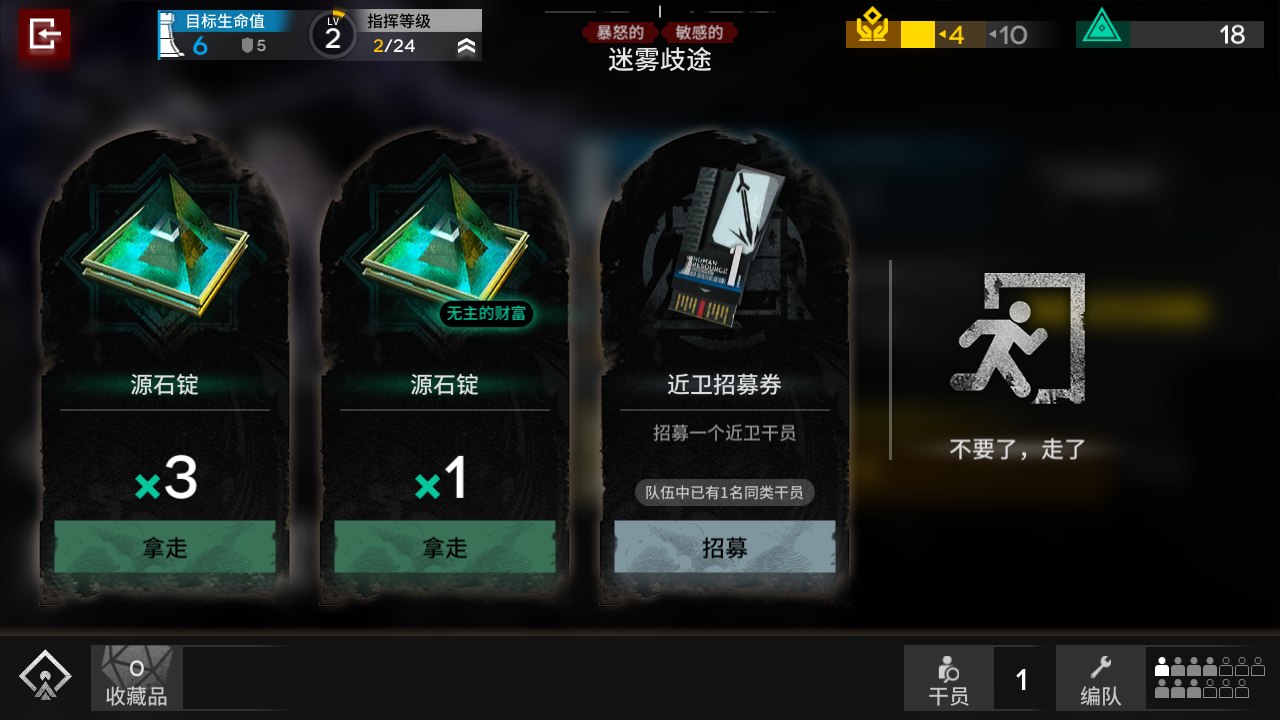 目标生命值
6
5
LV
2
指挥等级
2/24
暴怒的
敏感的
迷雾歧途
4
10
18
源石锭
×3
拿走
无主的财富
源石锭
×1
拿走
HUMAN
RESOURCE
近卫招募券
招募一个近卫干员
队伍中已有1名同类干员
招募
不要了，走了
0
收藏品
干员
1
编队